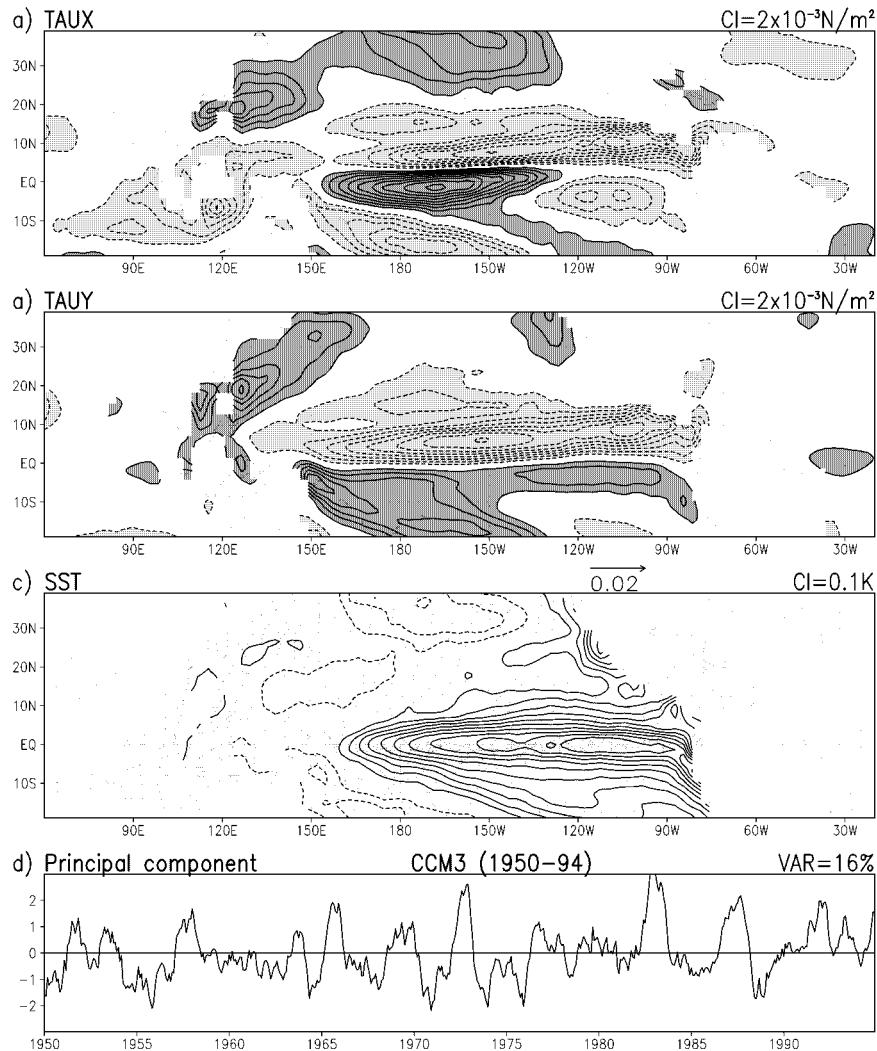 a) TAUX CI=2x10⁻³N/m²
30N
20N
10N
EQ
10S
90E 120E 150E 180 150W 120W 90W 60W 30W
a) TAUY CI=2x10⁻³N/m²
30N
20N
10N
EQ
10S
90E 120E 150E 180 150W 120W 90W 60W 30W
0.02
c) SST CI=0.1K
30N
20N
10N
EQ
10S
90E 120E 150E 180 150W 120W 90W 60W 30W
d) Principal component CCM3 (1950-94) VAR=16%
2
1
0
-1
-2
1950 1955 1960 1965 1970 1975 1980 1985 1990